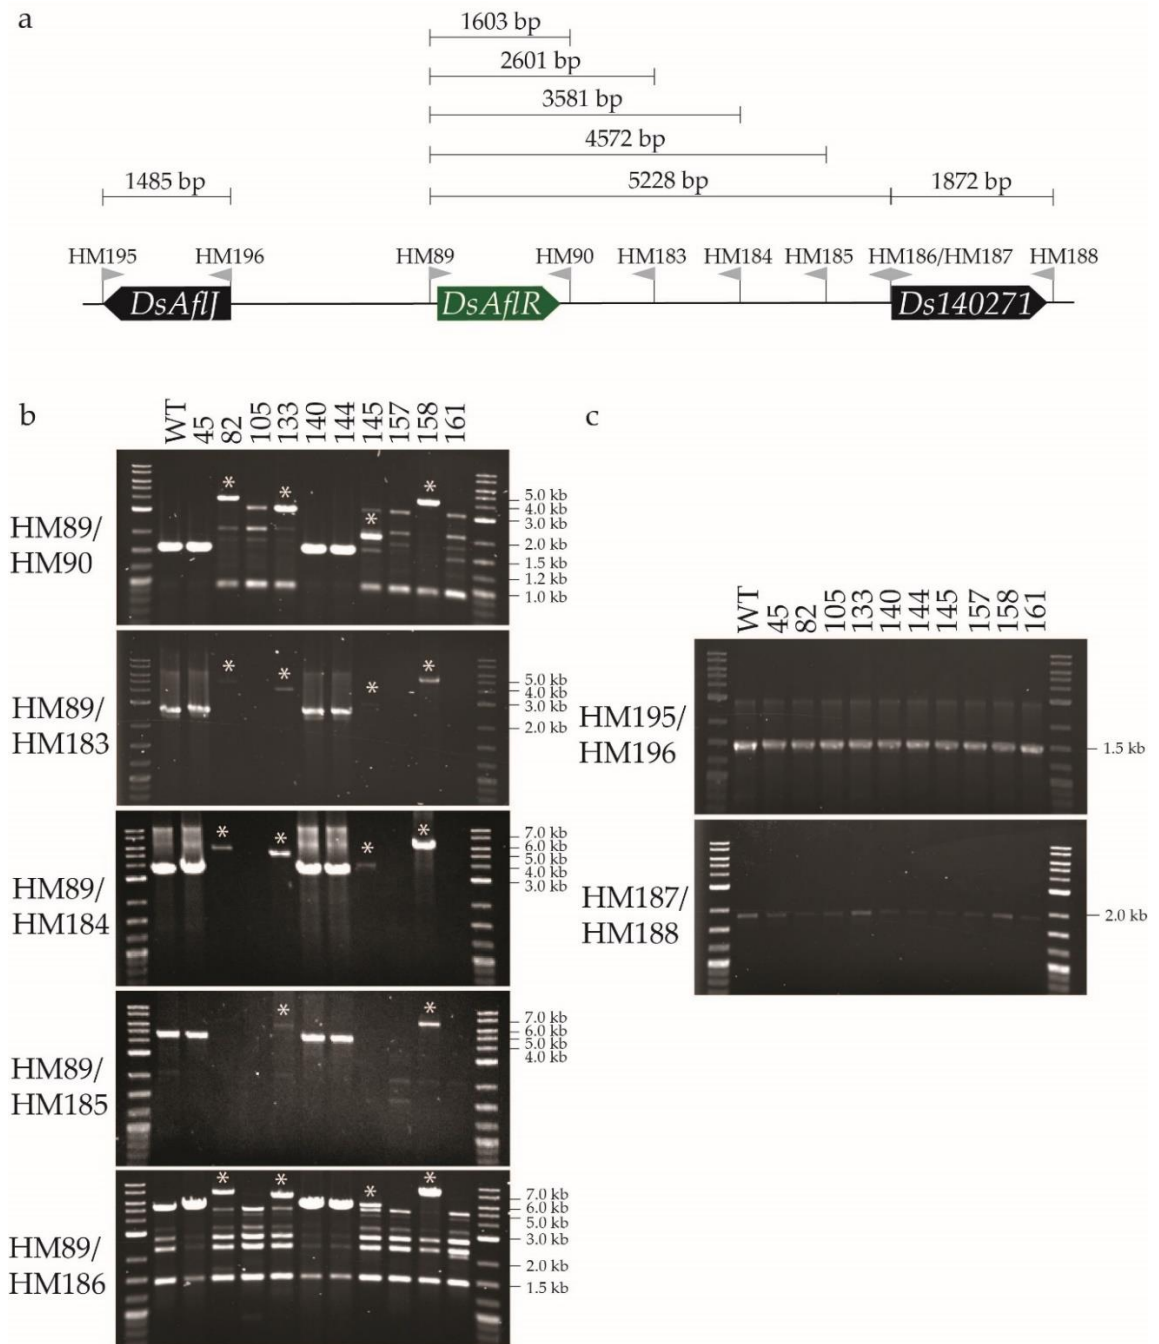 a
1603 bp
2601 bp
3581 bp
4572 bp
1485 bp
5228 bp
1872 bp
HM195
HM196
HM89
HM90
HM183
HM184
HM185
HM186/HM187
HM188
DsAflJ
DsAflR
Ds140271
b
WT
45
82
105
133
140
144
145
157
158
161
HM89/
HM90
* * * *
5.0 kb
4.0 kb
3.0 kb
2.0 kb
1.5 kb
1.2 kb
1.0 kb
HM89/
HM183
* * * *
5.0 kb
4.0 kb
3.0 kb
2.0 kb
HM89/
HM184
* * * *
7.0 kb
6.0 kb
5.0 kb
4.0 kb
3.0 kb
HM89/
HM185
* *
7.0 kb
6.0 kb
5.0 kb
4.0 kb
HM89/
HM186
* * * *
7.0 kb
6.0 kb
5.0 kb
3.0 kb
2.0 kb
1.5 kb
c
WT
45
82
105
133
140
144
145
157
158
161
HM195/
HM196
1.5 kb
HM187/
HM188
2.0 kb